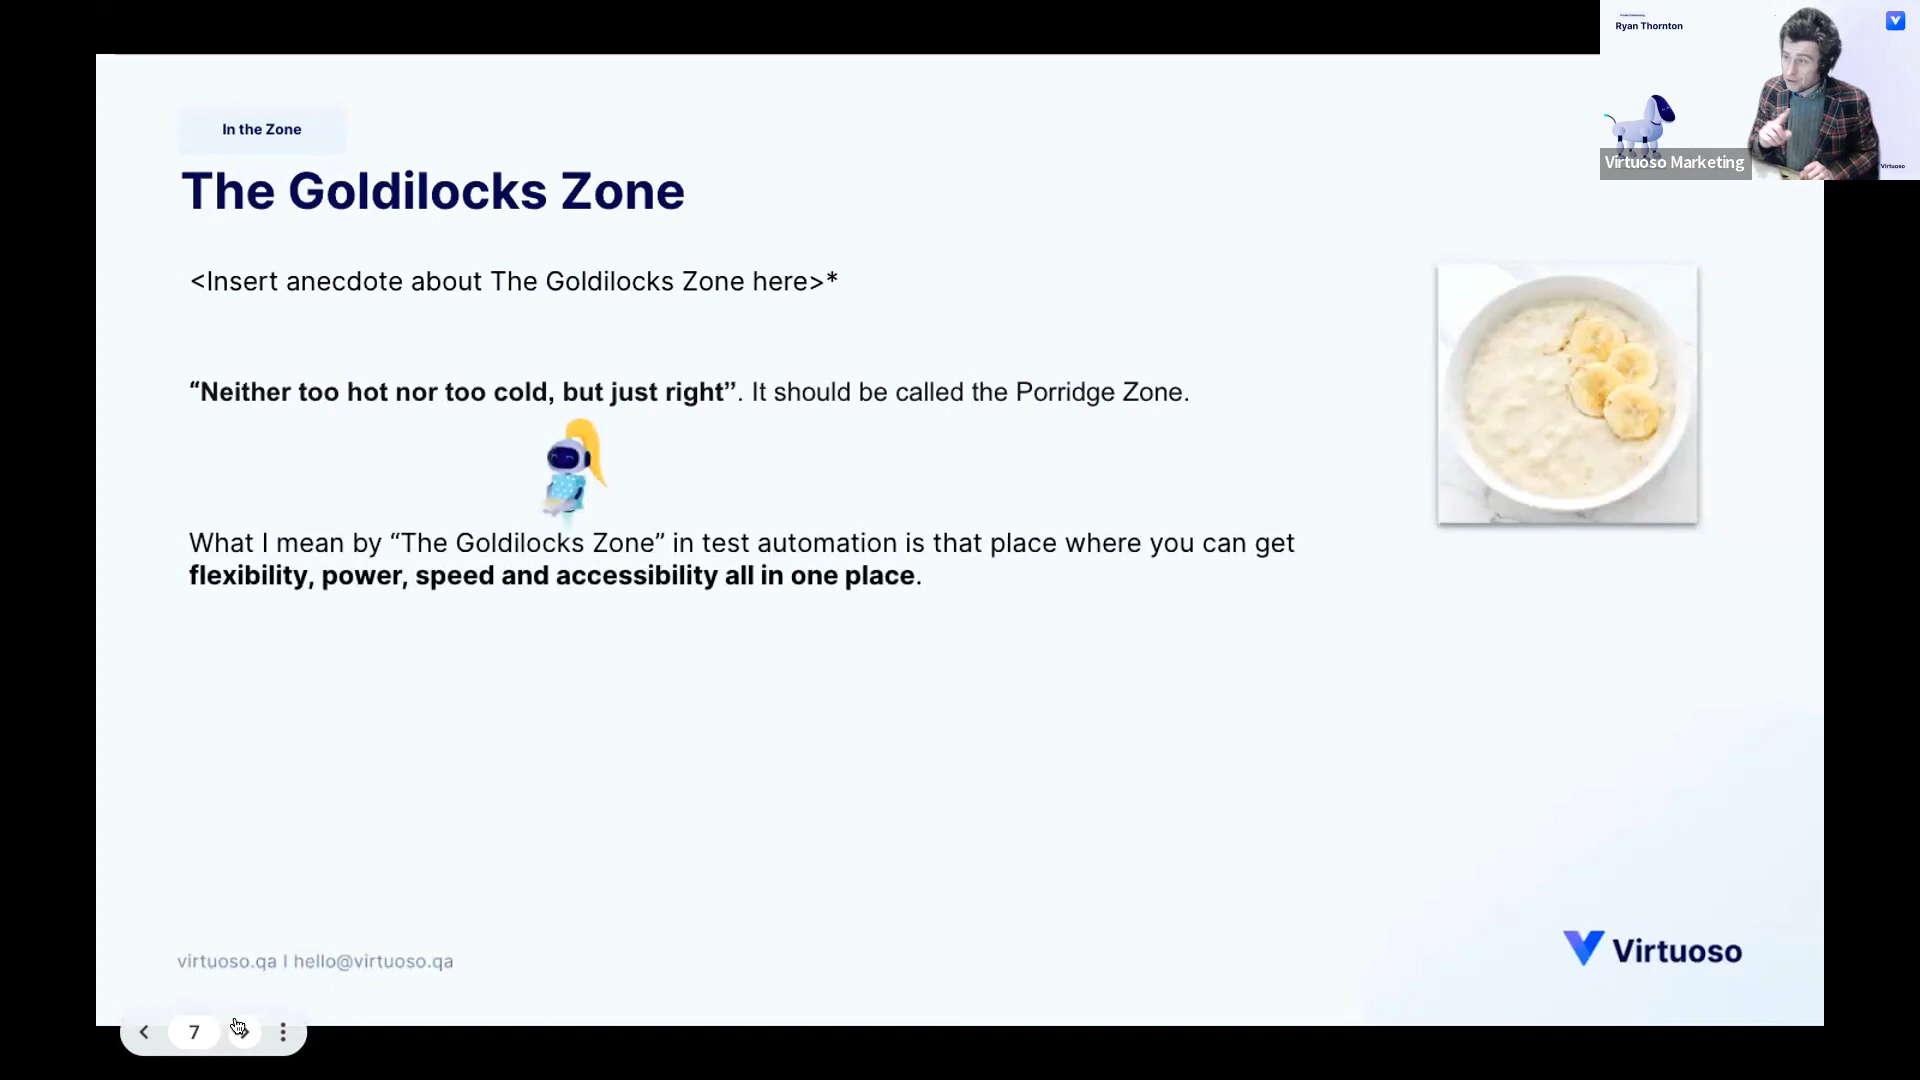 Ryan Thornton
Virtuoso Marketing
Virtuoso
In the Zone
The Goldilocks Zone
<Insert anecdote about The Goldilocks Zone here>*
“Neither too hot nor too cold, but just right”. It should be called the Porridge Zone.
What I mean by “The Goldilocks Zone” in test automation is that place where you can get
flexibility, power, speed and accessibility all in one place.
virtuoso.qa | hello@virtuoso.qa
Virtuoso
7